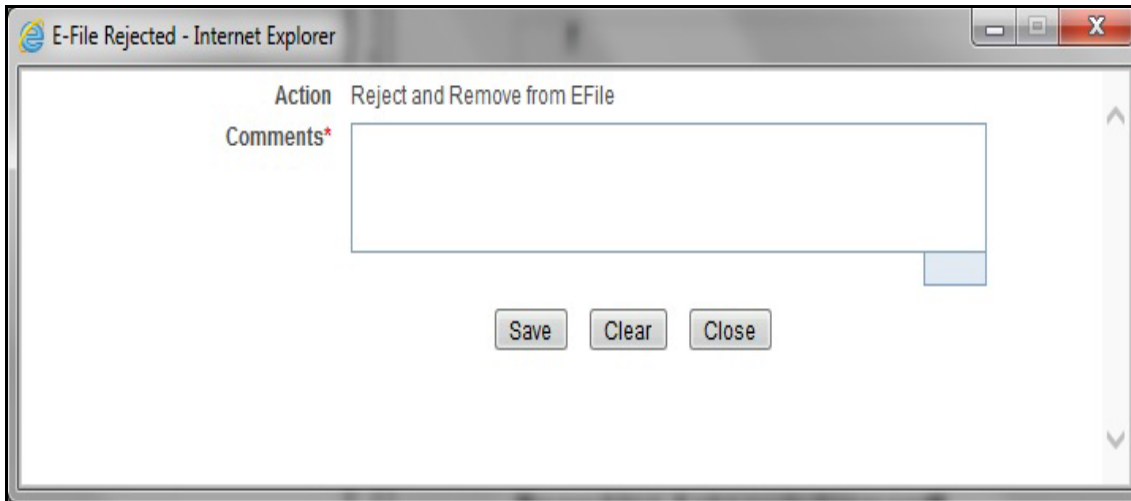 E-File Rejected - Internet Explorer
X
Action Reject and Remove from EFile
Comments*
Save Clear Close